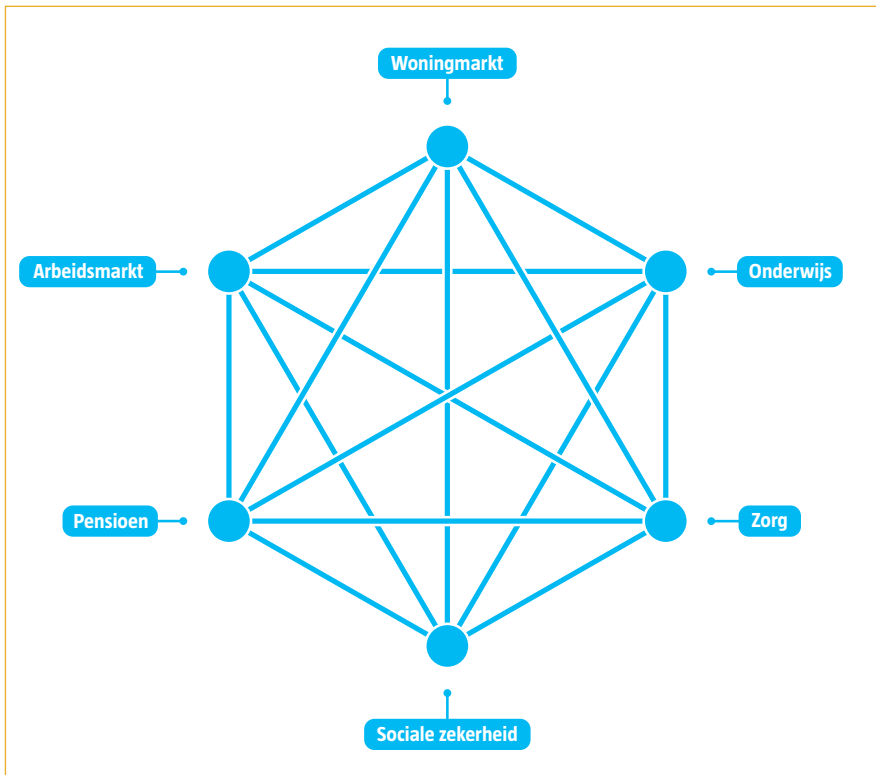 Woningmarkt
Arbeidsmarkt
Onderwijs
Pensioen
Zorg
Sociale zekerheid